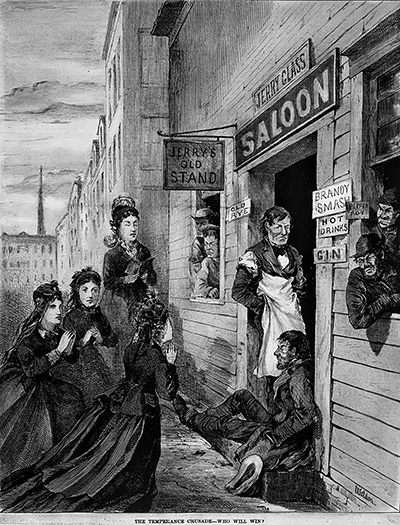 JERRY GLASS
SALOON
JERRY'S
OLD
STAND
OLD
RYE
BRANDY
SMASH
HOT
DRINKS
GIN
THE TEMPERANCE CRUSADE—WHO WILL WIN?